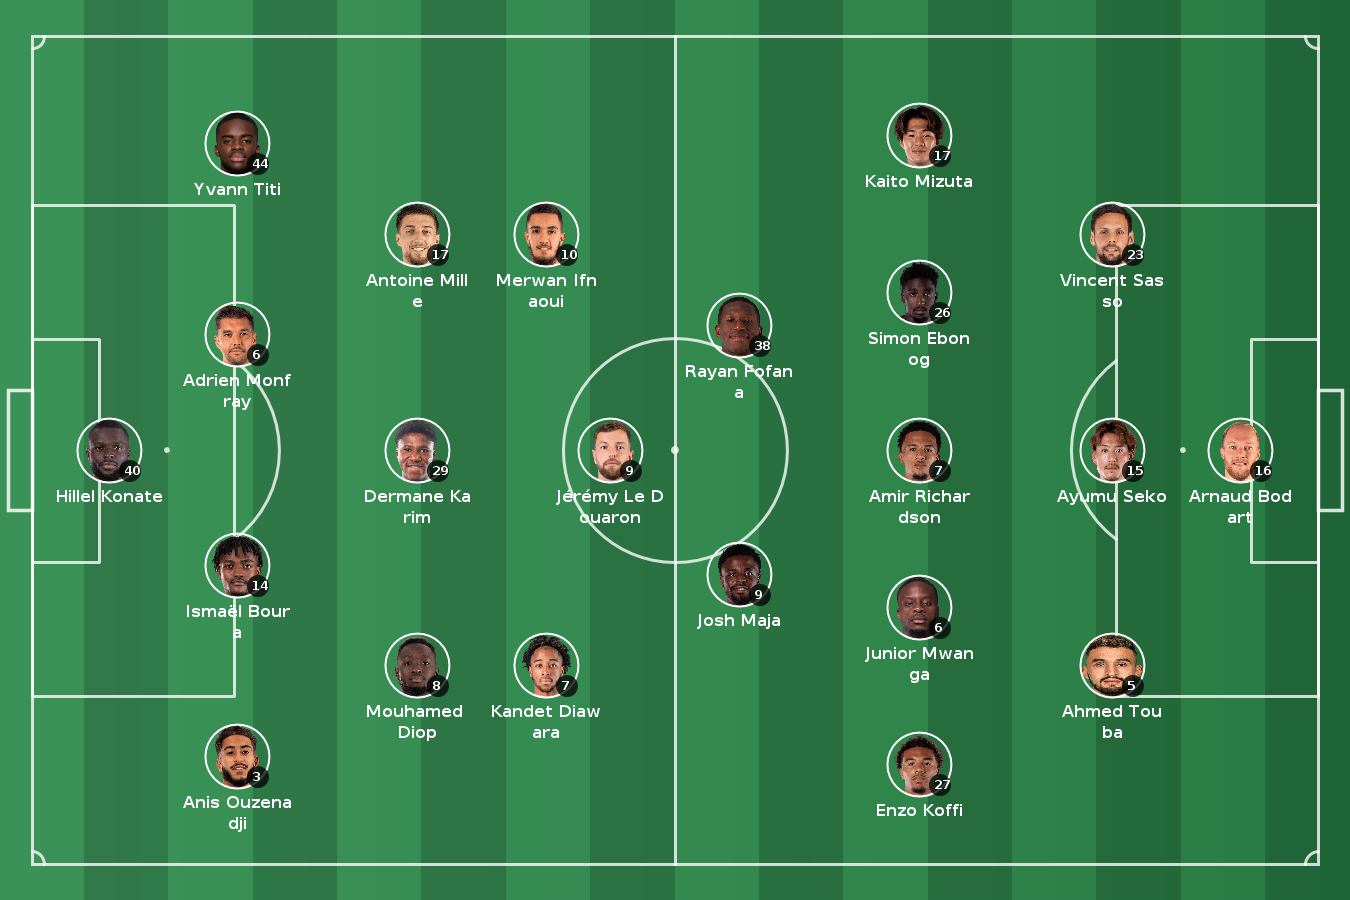 40
Hillel Konate
44
Yvann Titi
6
Adrien Monf
ray
14
Ismaël Bour
a
3
Anis Ouzena
dji
17
Antoine Mill
e
29
Dermane Ka
rim
8
Mouhamed
Diop
10
Merwan Ifn
aoui
7
Kandet Diaw
ara
9
Jérémy Le D
ouaron
38
Rayan Fofan
a
9
Josh Maja
17
Kaito Mizuta
26
Simon Ebon
og
7
Amir Richar
dson
6
Junior Mwan
ga
27
Enzo Koffi
23
Vincent Sas
so
15
Ayumu Seko
5
Ahmed Tou
ba
16
Arnaud Bod
art